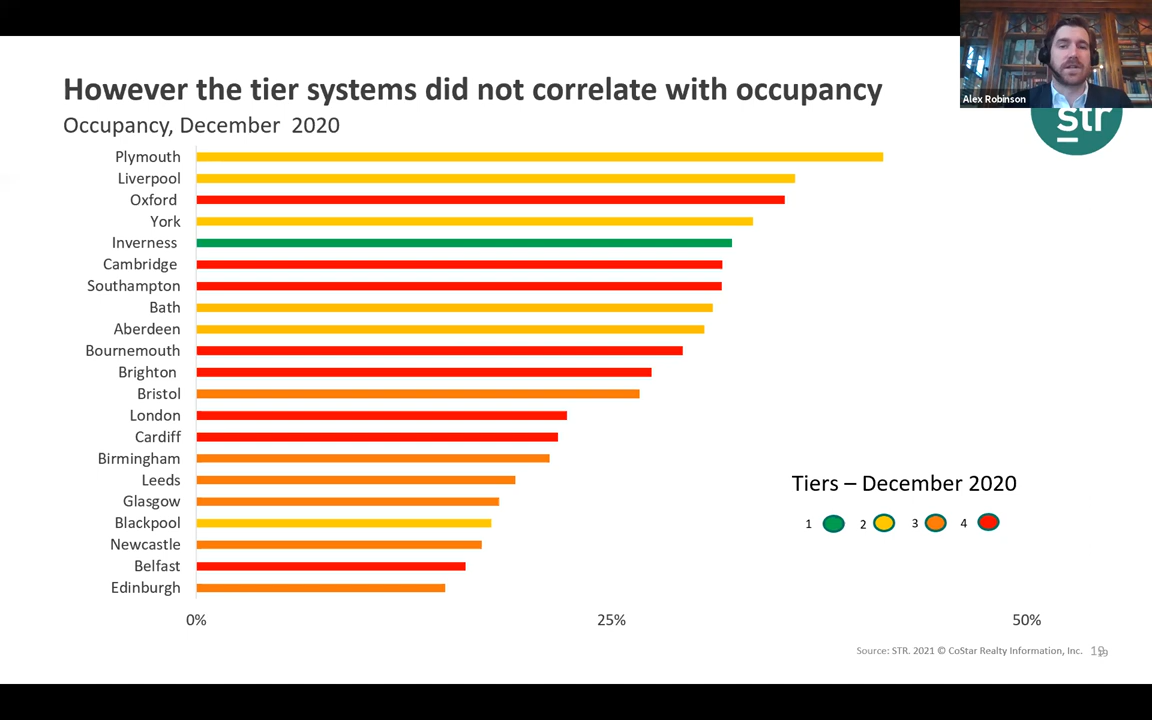 Alex Robinson
However the tier systems did not correlate with occupancy
Occupancy, December 2020
str
Plymouth
Liverpool
Oxford
York
Inverness
Cambridge
Southampton
Bath
Aberdeen
Bournemouth
Brighton
Bristol
London
Cardiff
Birmingham
Leeds
Glasgow
Blackpool
Newcastle
Belfast
Edinburgh
Tiers – December 2020
1 2 3 4
0% 25% 50%
Source: STR. 2021 © CoStar Realty Information, Inc.